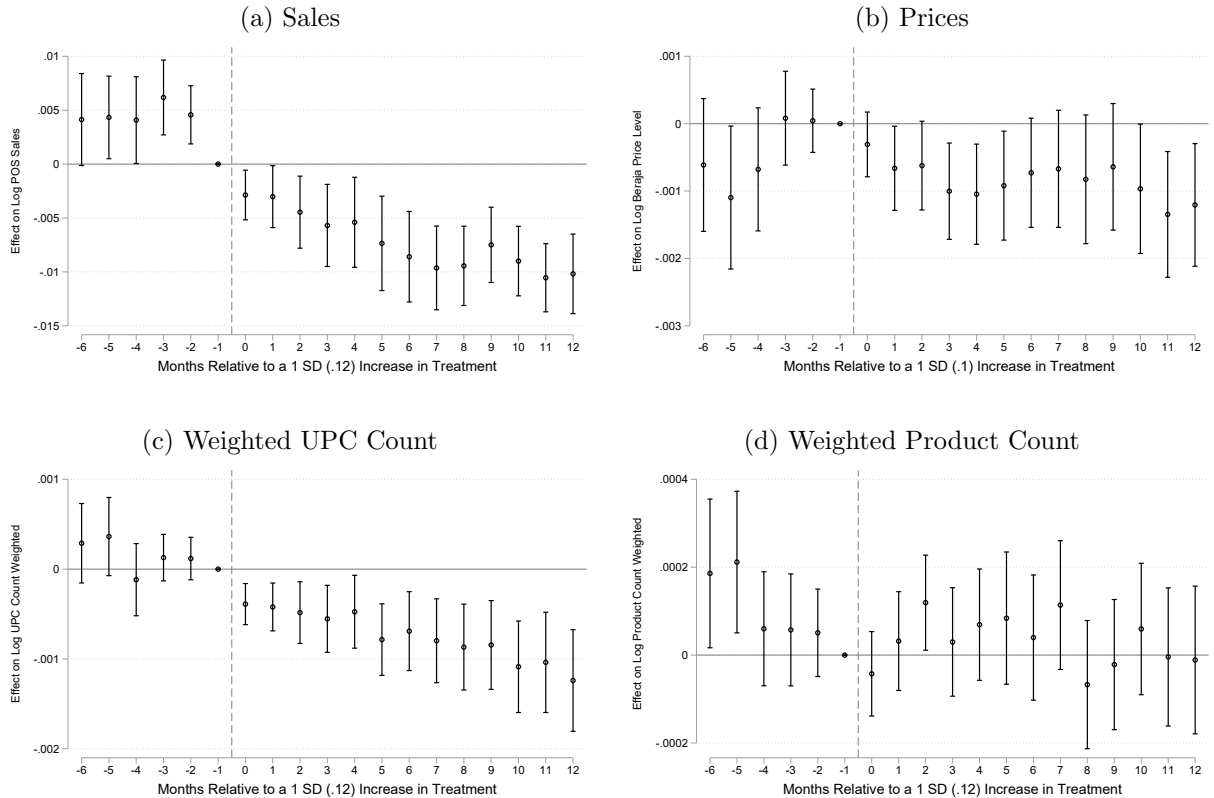 (a) Sales
.01
.005
0
-.005
-.01
-.015
Effect on Log POS Sales
-6 -5 -4 -3 -2 -1 0 1 2 3 4 5 6 7 8 9 10 11 12
Months Relative to a 1 SD (.12) Increase in Treatment
(b) Prices
.001
0
-.001
-.002
-.003
Effect on Log Beraja Price Level
-6 -5 -4 -3 -2 -1 0 1 2 3 4 5 6 7 8 9 10 11 12
Months Relative to a 1 SD (.1) Increase in Treatment
(c) Weighted UPC Count
.001
0
-.001
-.002
Effect on Log UPC Count Weighted
-6 -5 -4 -3 -2 -1 0 1 2 3 4 5 6 7 8 9 10 11 12
Months Relative to a 1 SD (.12) Increase in Treatment
(d) Weighted Product Count
.0004
.0002
0
-.0002
Effect on Log Product Count Weighted
-6 -5 -4 -3 -2 -1 0 1 2 3 4 5 6 7 8 9 10 11 12
Months Relative to a 1 SD (.12) Increase in Treatment